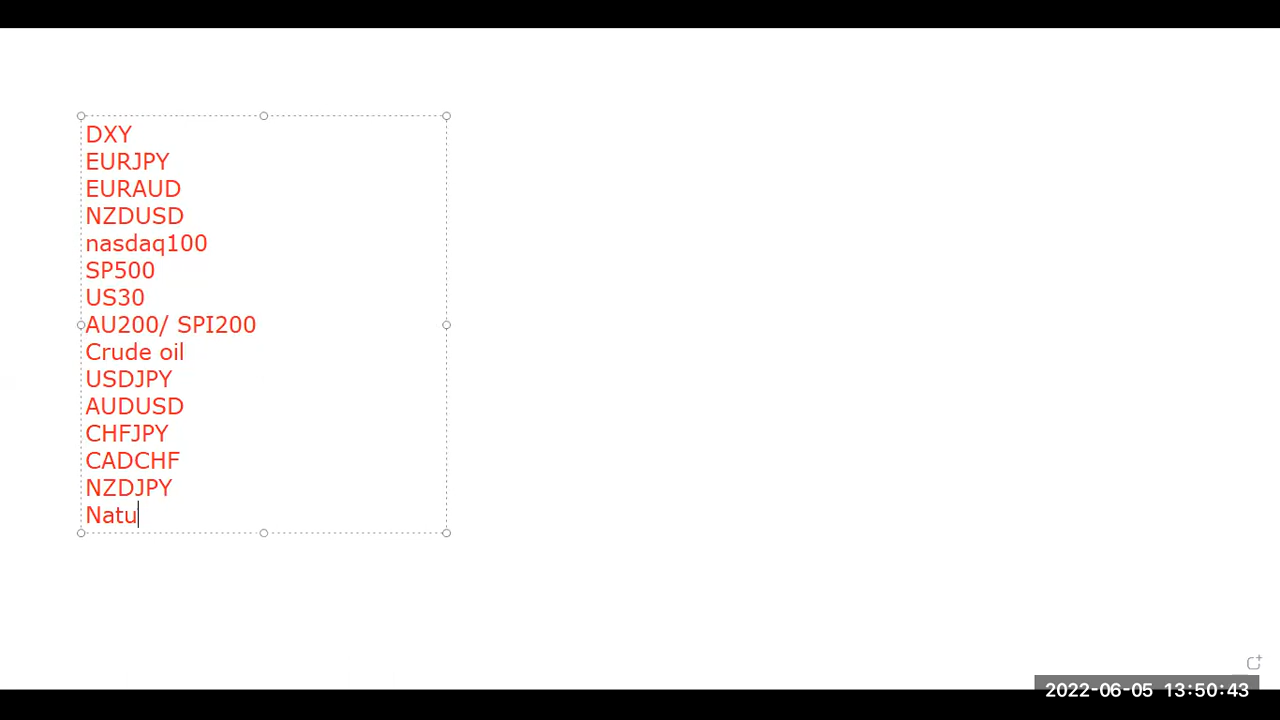 DXY
EURJPY
EURAUD
NZDUSD
nasdaq100
SP500
US30
AU200/ SPI200
Crude oil
USDJPY
AUDUSD
CHFJPY
CADCHF
NZDJPY
Natu
2022-06-05 13:50:43